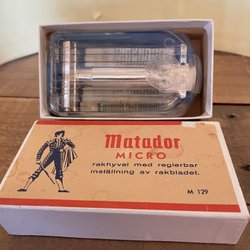 Matador
MICRO
rakhyvel med reglerbar
inställning av rakbladet.
M 129